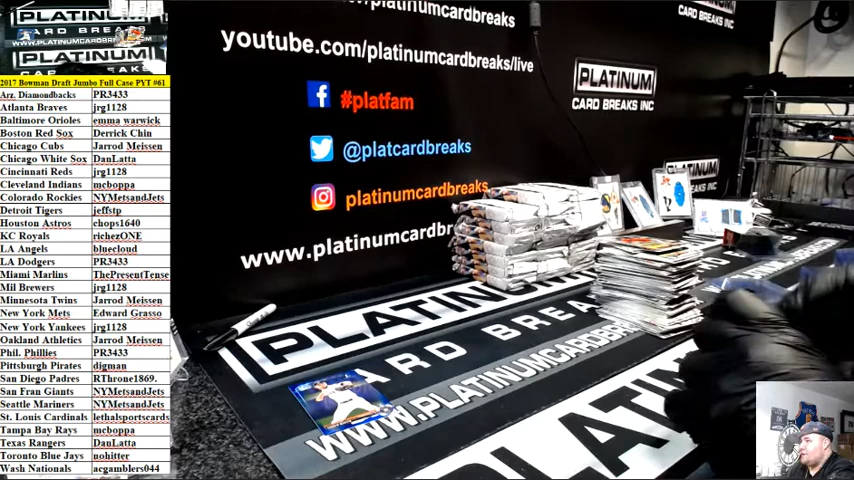 PLATINUM
CARD BREAKS
WWW.PLATINUMCARDBREAKS
PLATINUM
2017 Bowman Draft Jumbo Full Case PYT #61
Arz. Diamondbacks PR3433
Atlanta Braves jrg1128
Baltimore Orioles emma warwick
Boston Red Sox Derrick Chin
Chicago Cubs Jarrod Meissen
Chicago White Sox DanLatta
Cincinnati Reds jrg1128
Cleveland Indians mcboppa
Colorado Rockies NYMetsandJets
Detroit Tigers jeffstp
Houston Astros chops1640
KC Royals richezONE
LA Angels bluecloud
LA Dodgers PR3433
Miami Marlins ThePresentTense
Mil Brewers jrg1128
Minnesota Twins Jarrod Meissen
New York Mets Edward Grasso
New York Yankees jrg1128
Oakland Athletics Jarrod Meissen
Phil. Phillies PR3433
Pittsburgh Pirates digman
San Diego Padres RThrone1869.
San Fran Giants NYMetsandJets
Seattle Mariners NYMetsandJets
St. Louis Cardinals lethalsportscards
Tampa Bay Rays mcboppa
Texas Rangers DanLatta
Toronto Blue Jays nohitter
Wash Nationals acgamblers044
platinumcardbreaks
youtube.com/platinumcardbreaks/live
#platfam
@platcardbreaks
platinumcardbreaks
www.platinumcardbr
PLATINUM
CARD BREAKS INC
CARD BREAKS INC
PLATINUM
PLATINUM
CARD BREA
WWW.PLATINUMCARDBREAKS
PLATIN